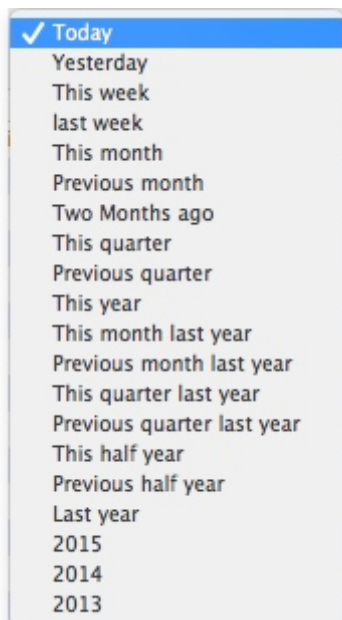 Today
Yesterday
This week
last week
This month
Previous month
Two Months ago
This quarter
Previous quarter
This year
This month last year
Previous month last year
This quarter last year
Previous quarter last year
This half year
Previous half year
Last year
2015
2014
2013